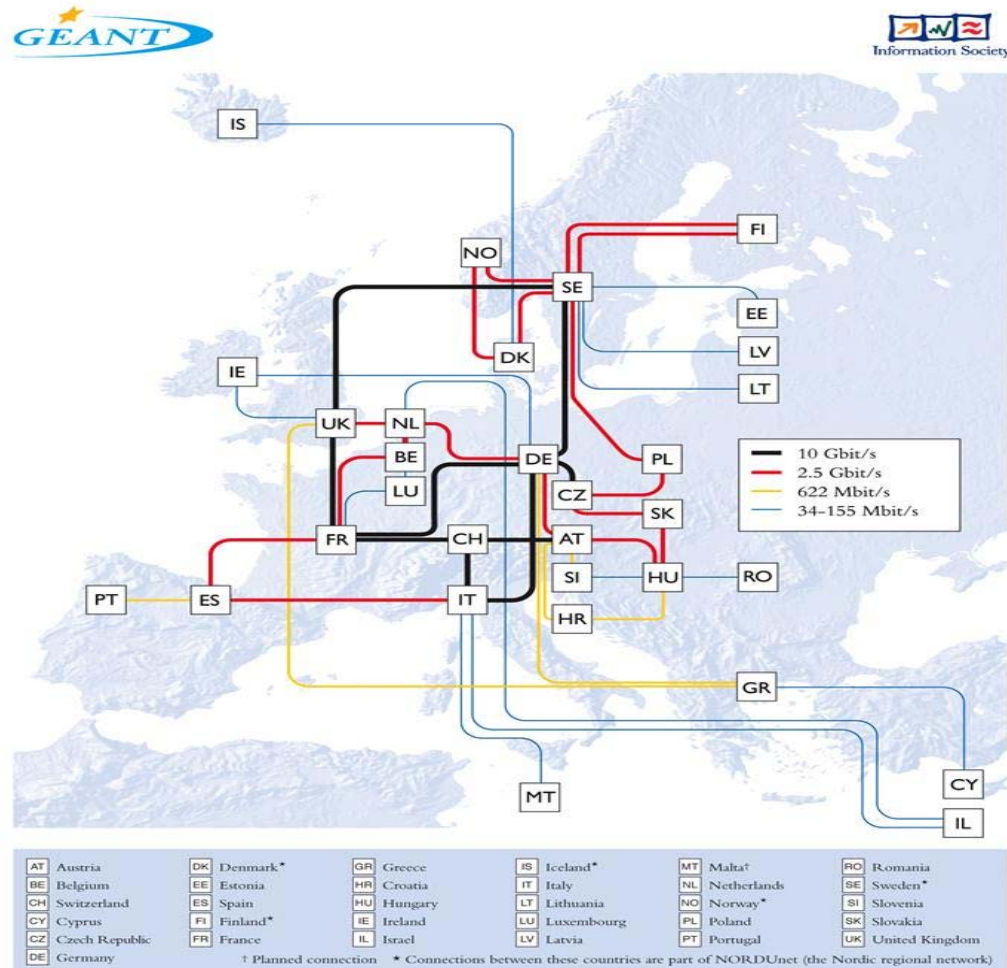 GEANT
Information Society
IS
FI
NO
SE
EE
DK
LV
IE
LT
UK
NL
BE
DE
PL
LU
CZ
SK
FR
CH
AT
SI
HU
RO
PT
ES
IT
HR
GR
CY
MT
IL
10 Gbit/s
2.5 Gbit/s
622 Mbit/s
34-155 Mbit/s
AT Austria DK Denmark* GR Greece IS Iceland* MT Malta† RO Romania
BE Belgium EE Estonia HR Croatia IT Italy NL Netherlands SE Sweden*
CH Switzerland ES Spain HU Hungary LT Lithuania NO Norway* SI Slovenia
CY Cyprus FI Finland* IE Ireland LU Luxembourg PL Poland SK Slovakia
CZ Czech Republic FR France IL Israel LV Latvia PT Portugal UK United Kingdom
DE Germany † Planned connection * Connections between these countries are part of NORDUnet (the Nordic regional network)